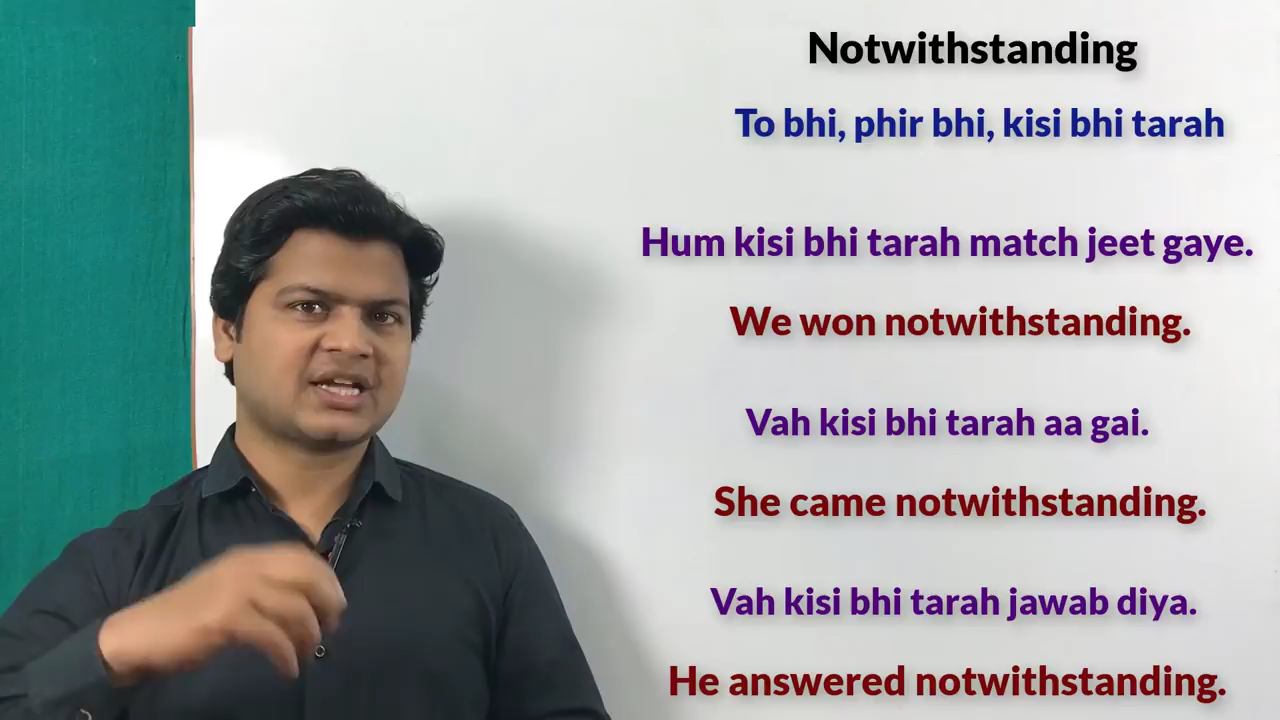 Notwithstanding
To bhi, phir bhi, kisi bhi tarah
Hum kisi bhi tarah match jeet gaye.
We won notwithstanding.
Vah kisi bhi tarah aa gai.
She came notwithstanding.
Vah kisi bhi tarah jawab diya.
He answered notwithstanding.